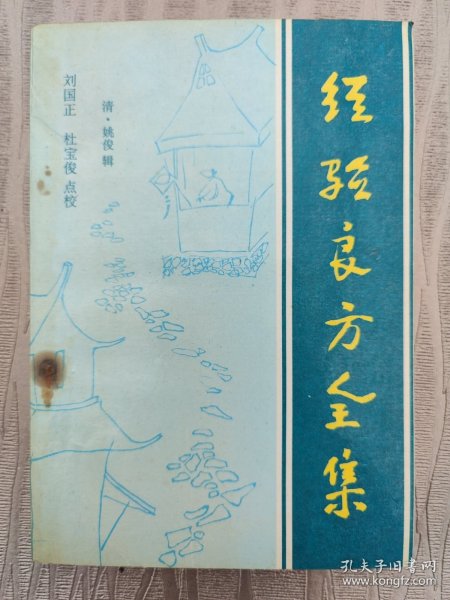 经验良方全集
清·姚俊 辑
刘国正 杜宝俊 点校
孔夫子旧书网
www.kongfz.com